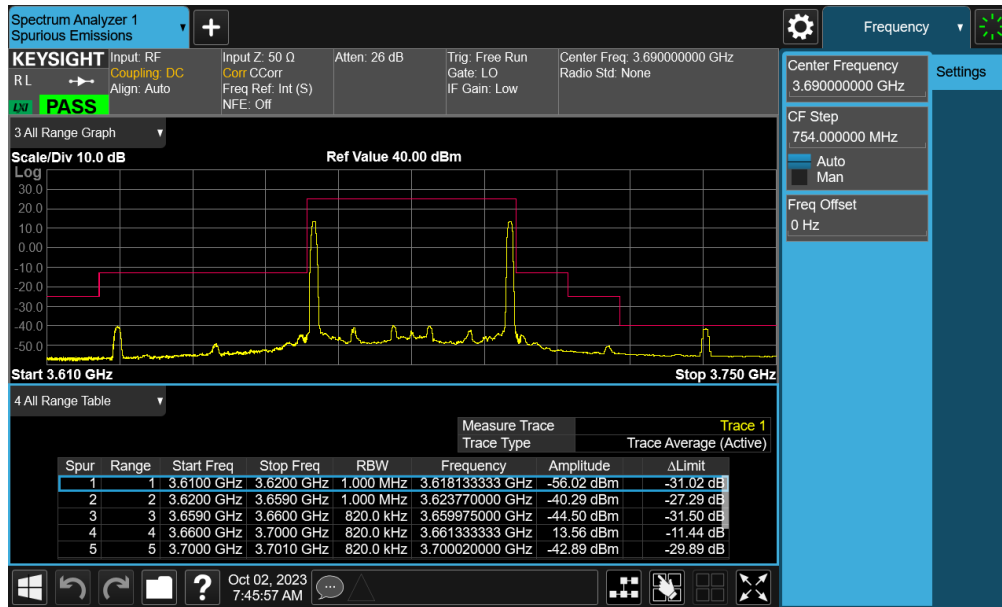 Spectrum Analyzer 1
Spurious Emissions
+
Frequency
KEYSIGHT
R L
LXI PASS
Input: RF
Coupling: DC
Align: Auto
Input Z: 50 Ω
Corr CCorr
Freq Ref: Int (S)
NFE: Off
Atten: 26 dB
Trig: Free Run
Gate: LO
IF Gain: Low
Center Freq: 3.690000000 GHz
Radio Std: None
Center Frequency
3.690000000 GHz
Settings
CF Step
754.000000 MHz
Auto
Man
Freq Offset
0 Hz
3 All Range Graph
Scale/Div 10.0 dB Ref Value 40.00 dBm
Log
30.0
20.0
10.0
0.00
-10.0
-20.0
-30.0
-40.0
-50.0
Start 3.610 GHz Stop 3.750 GHz
4 All Range Table
Measure Trace Trace 1
Trace Type Trace Average (Active)
Spur Range Start Freq Stop Freq RBW Frequency Amplitude ΔLimit
1 1 3.6100 GHz 3.6200 GHz 1.000 MHz 3.618133333 GHz -56.02 dBm -31.02 dB
2 2 3.6200 GHz 3.6590 GHz 1.000 MHz 3.623770000 GHz -40.29 dBm -27.29 dB
3 3 3.6590 GHz 3.6600 GHz 820.0 kHz 3.659975000 GHz -44.50 dBm -31.50 dB
4 4 3.6600 GHz 3.7000 GHz 820.0 kHz 3.661333333 GHz 13.56 dBm -11.44 dB
5 5 3.7000 GHz 3.7010 GHz 820.0 kHz 3.700020000 GHz -42.89 dBm -29.89 dB
?
Oct 02, 2023
7:45:57 AM